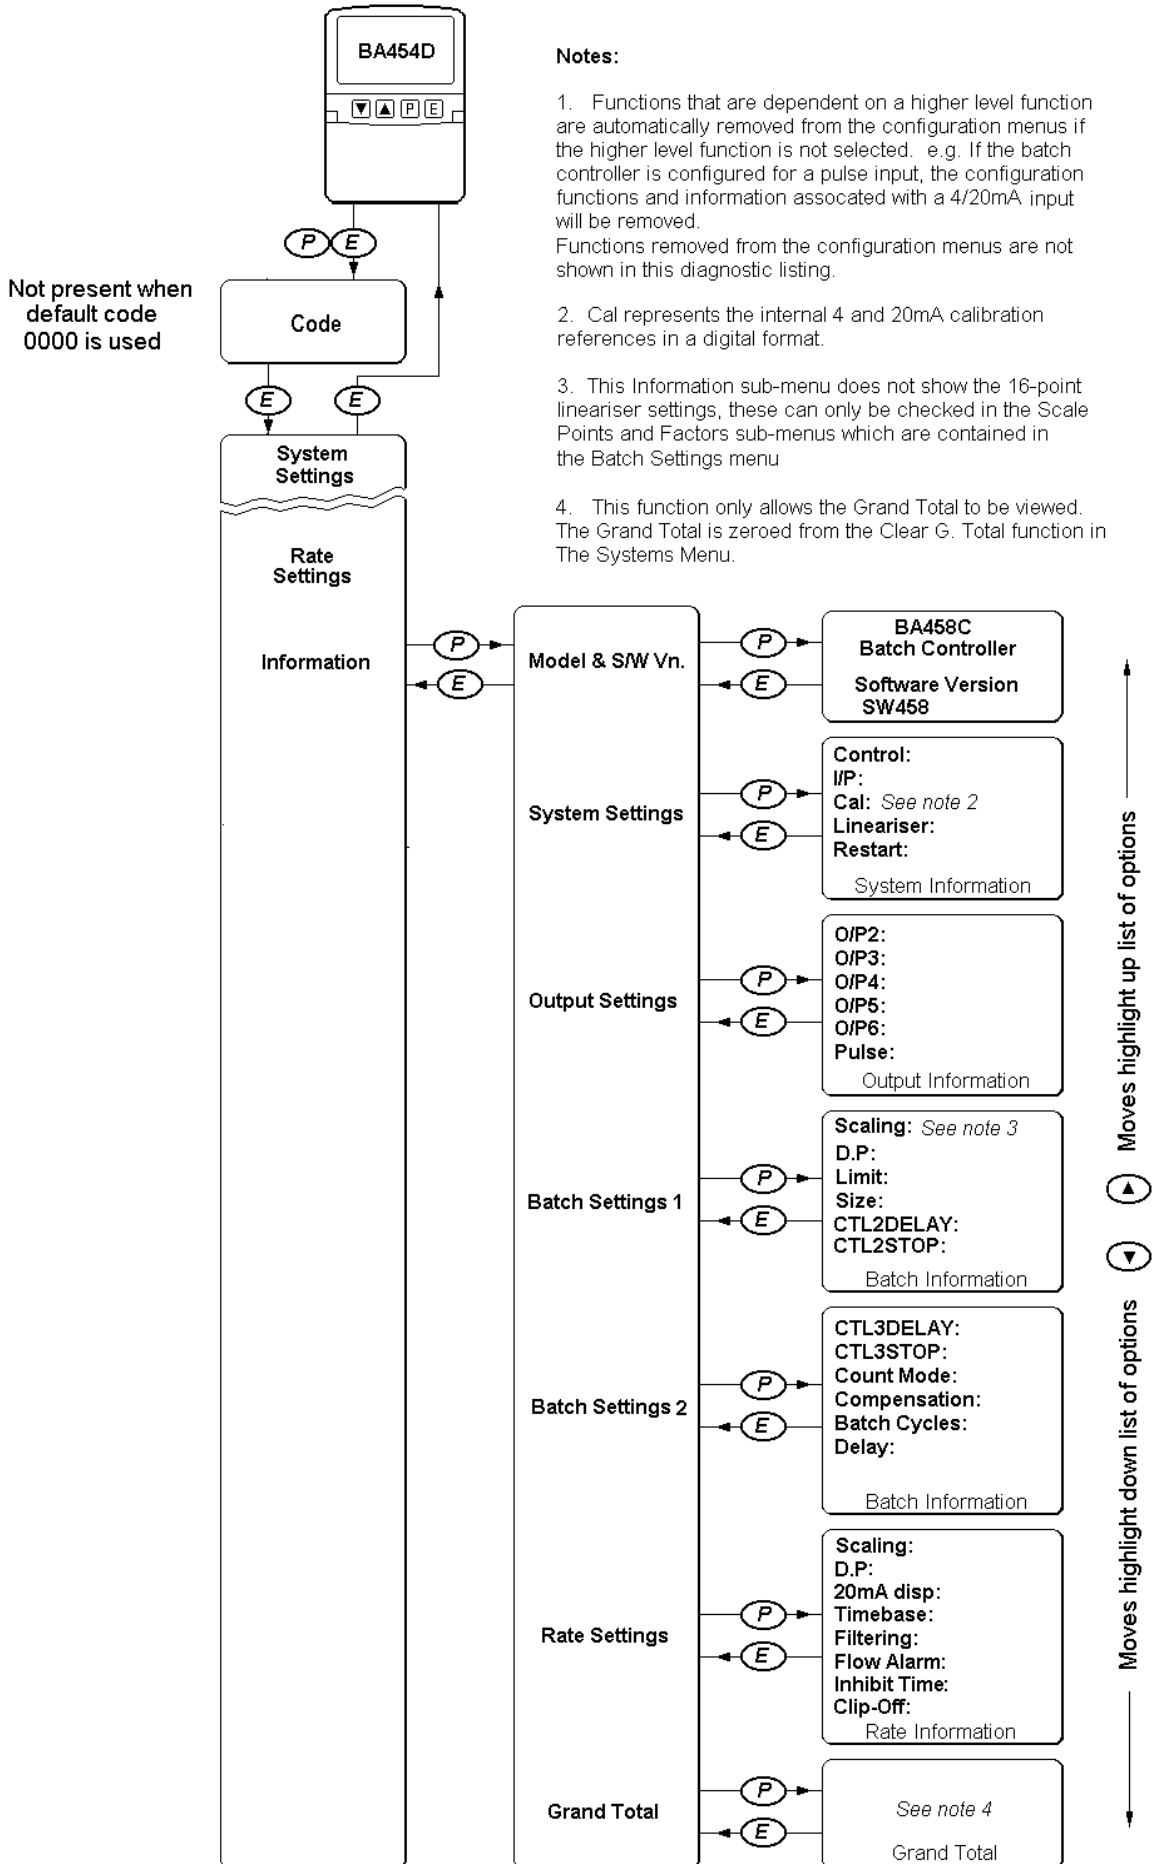 BA454D
▼ ▲ P E
Notes:
1. Functions that are dependent on a higher level function
are automatically removed from the configuration menus if
the higher level function is not selected. e.g. If the batch
controller is configured for a pulse input, the configuration
functions and information assocated with a 4/20mA input
will be removed.
Functions removed from the configuration menus are not
shown in this diagnostic listing.
2. Cal represents the internal 4 and 20mA calibration
references in a digital format.
3. This Information sub-menu does not show the 16-point
lineariser settings, these can only be checked in the Scale
Points and Factors sub-menus which are contained in
the Batch Settings menu
4. This function only allows the Grand Total to be viewed.
The Grand Total is zeroed from the Clear G. Total function in
The Systems Menu.
P E
Not present when
default code
0000 is used
Code
E E
System
Settings
Rate
Settings
Information
P
E
Model & S/W Vn.
P
E
BA458C
Batch Controller
Software Version
SW458
System Settings
P
E
Control:
I/P:
Cal: See note 2
Lineariser:
Restart:
System Information
Output Settings
P
E
O/P2:
O/P3:
O/P4:
O/P5:
O/P6:
Pulse:
Output Information
Batch Settings 1
P
E
Scaling: See note 3
D.P:
Limit:
Size:
CTL2DELAY:
CTL2STOP:
Batch Information
Batch Settings 2
P
E
CTL3DELAY:
CTL3STOP:
Count Mode:
Compensation:
Batch Cycles:
Delay:
Batch Information
Rate Settings
P
E
Scaling:
D.P:
20mA disp:
Timebase:
Filtering:
Flow Alarm:
Inhibit Time:
Clip-Off:
Rate Information
Grand Total
P
E
See note 4
Grand Total
Moves highlight up list of options
▲
▼
Moves highlight down list of options